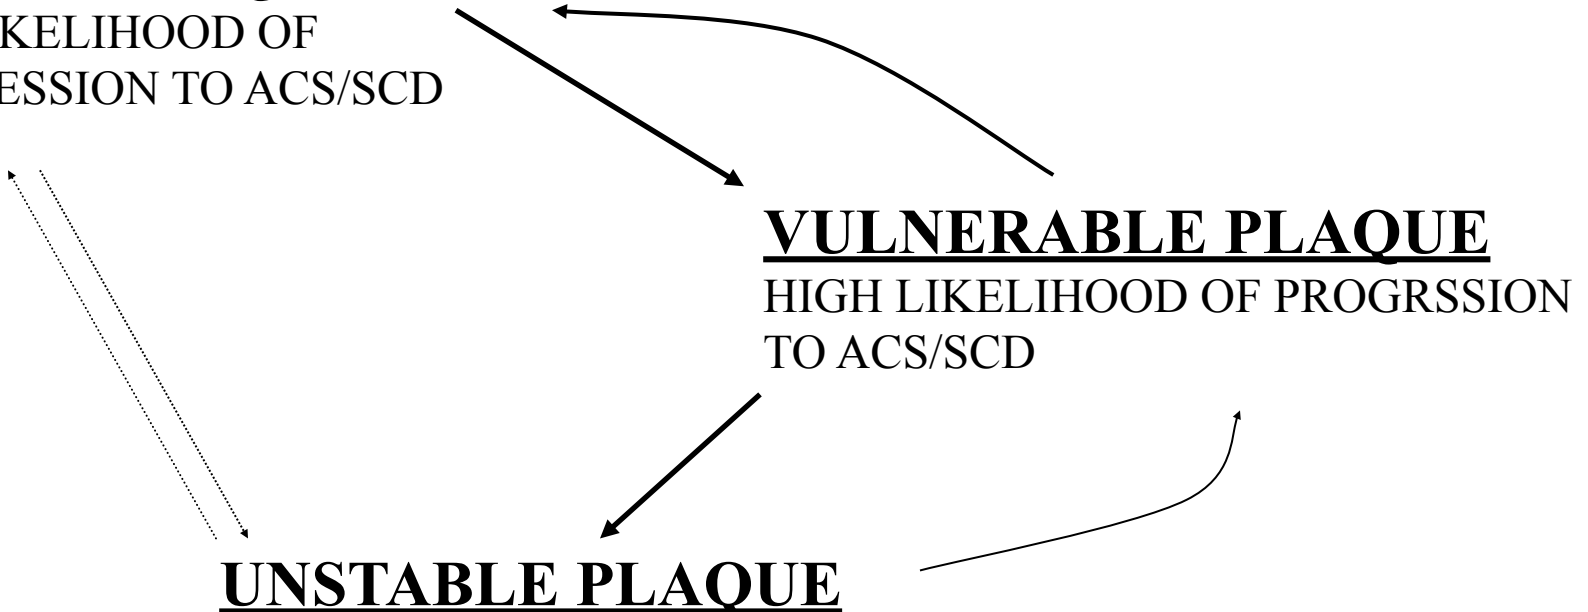 KELIHOOD OF
ESSION TO ACS/SCD
VULNERABLE PLAQUE
HIGH LIKELIHOOD OF PROGRSSION
TO ACS/SCD
UNSTABLE PLAQUE